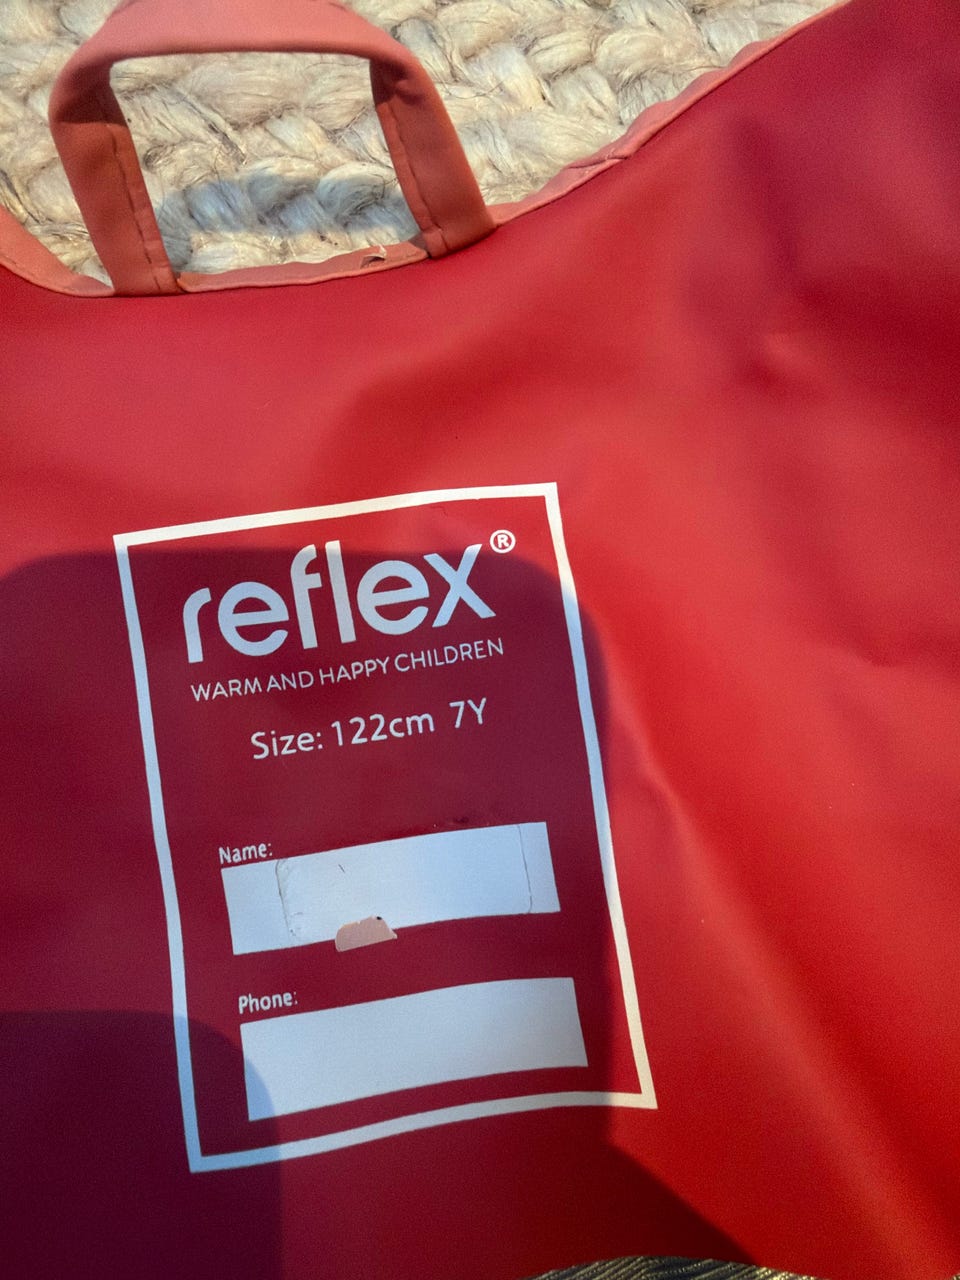 reflex®
WARM AND HAPPY CHILDREN
Size: 122cm 7Y
Name:
Phone: